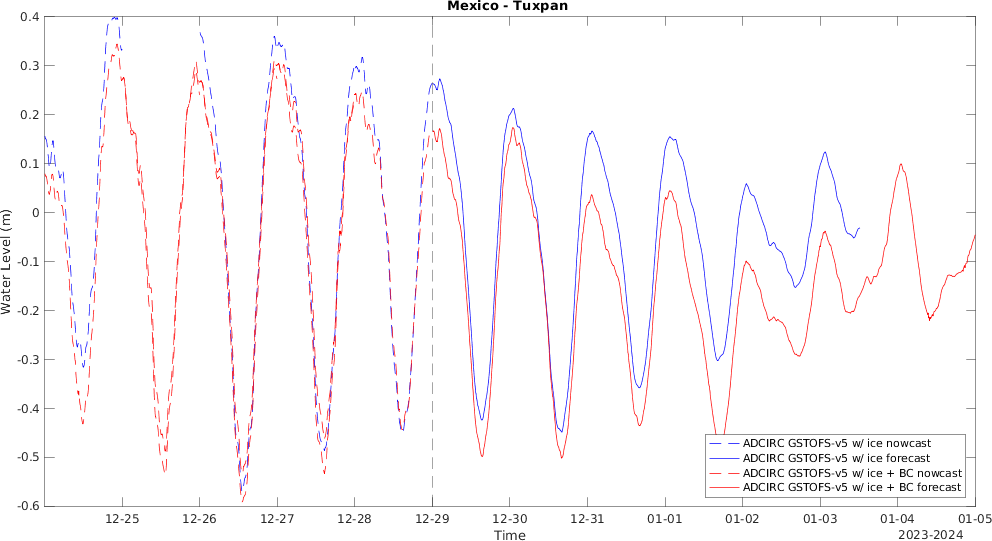 Mexico - Tuxpan
0.4
0.3
0.2
0.1
0
-0.1
-0.2
-0.3
-0.4
-0.5
-0.6
Water Level (m)
ADCIRC GSTOFS-v5 w/ ice nowcast
ADCIRC GSTOFS-v5 w/ ice forecast
ADCIRC GSTOFS-v5 w/ ice + BC nowcast
ADCIRC GSTOFS-v5 w/ ice + BC forecast
12-25 12-26 12-27 12-28 12-29 12-30 12-31 01-01 01-02 01-03 01-04 01-05
Time
2023-2024